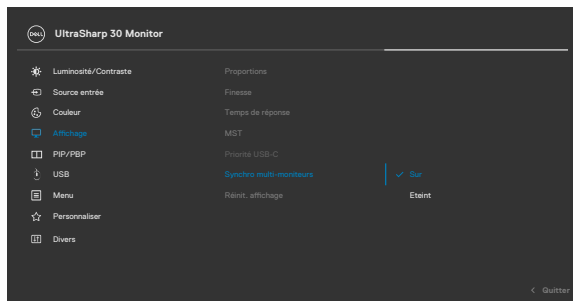 DELL UltraSharp 30 Monitor
Luminosité/Contraste Proportions
Source entrée Finesse
Couleur Temps de réponse
Affichage MST
PIP/PBP Priorité USB-C
USB Synchro multi-moniteurs Sur
Menu Réinit. affichage Eteint
Personnaliser
Divers
Quitter